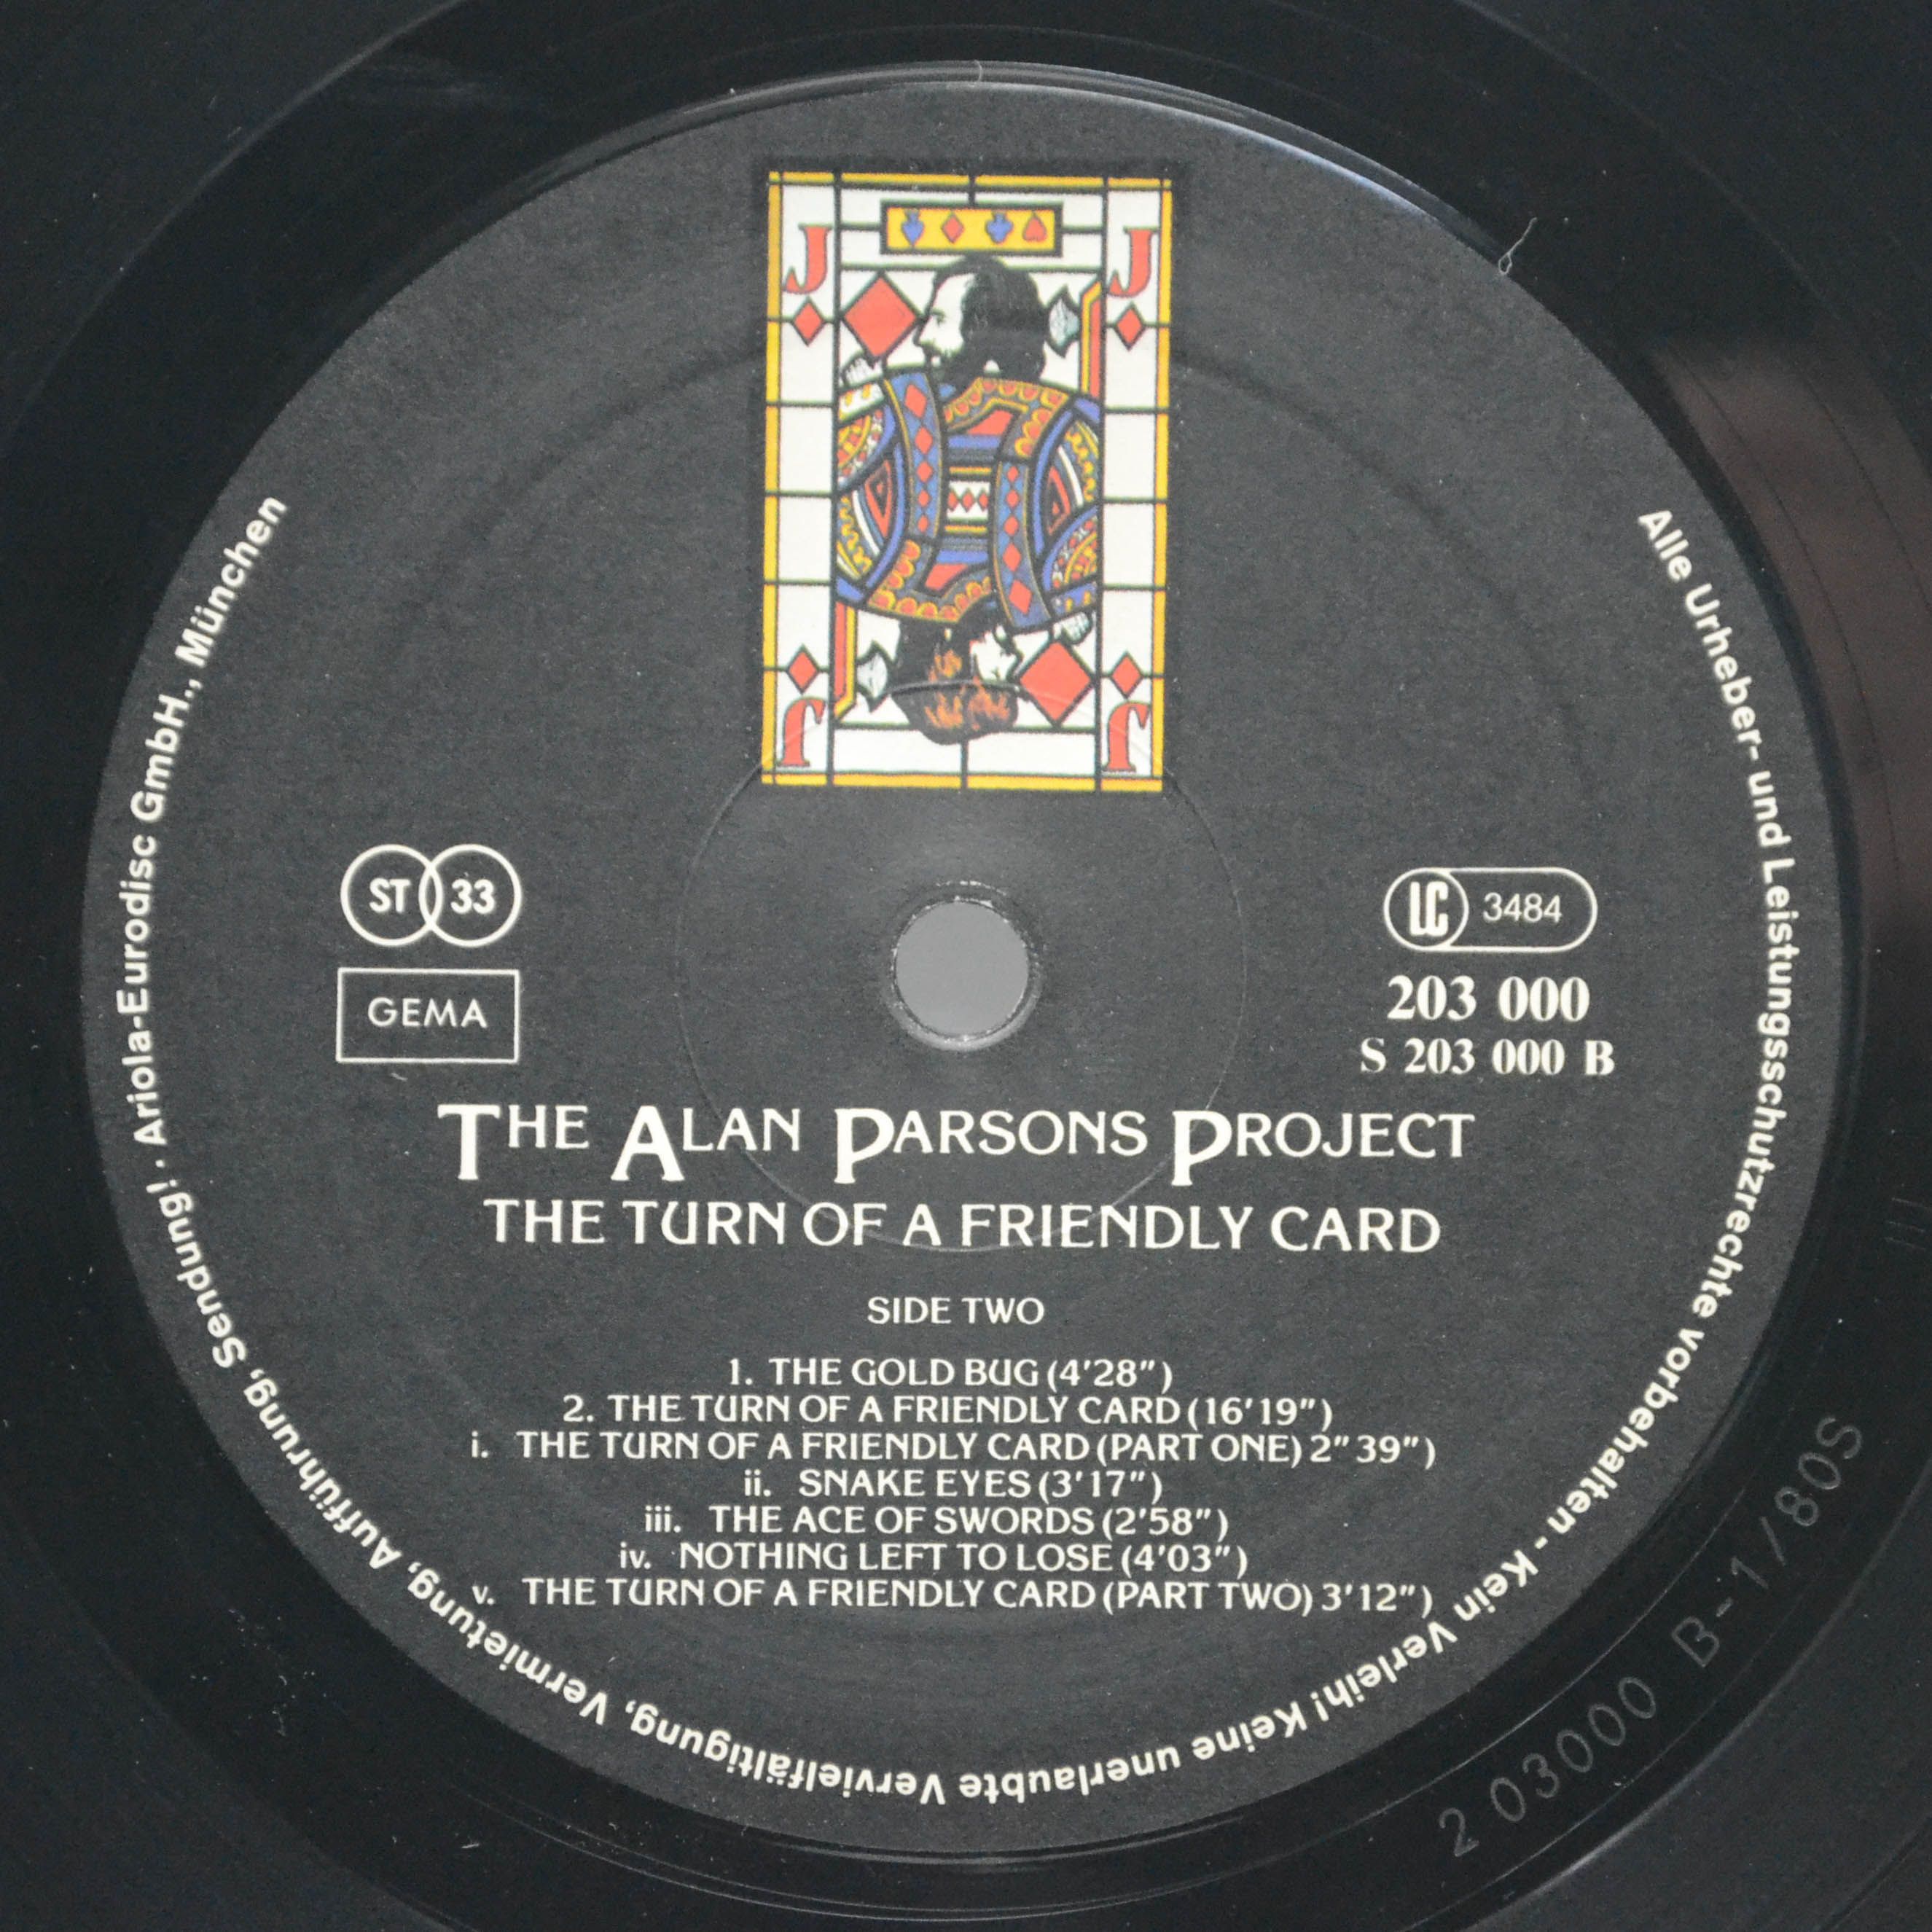 J J
ST 33
GEMA
LC 3484
203 000
S 203 000 B
THE ALAN PARSONS PROJECT
THE TURN OF A FRIENDLY CARD
SIDE TWO
1. THE GOLD BUG (4'28")
2. THE TURN OF A FRIENDLY CARD (16'19")
i. THE TURN OF A FRIENDLY CARD (PART ONE) 2"39")
ii. SNAKE EYES (3'17")
iii. THE ACE OF SWORDS (2'58")
iv. NOTHING LEFT TO LOSE (4'03")
v. THE TURN OF A FRIENDLY CARD (PART TWO) 3'12")
J J
Alle Urheber- und Leistungsschutzrechte vorbehalten - Kein Verleih! Keine unerlaubte Vervielfältigung, Vermietung, Aufführung, Sendung! · Ariola-Eurodisc GmbH., München
2 03000 B-1/80S